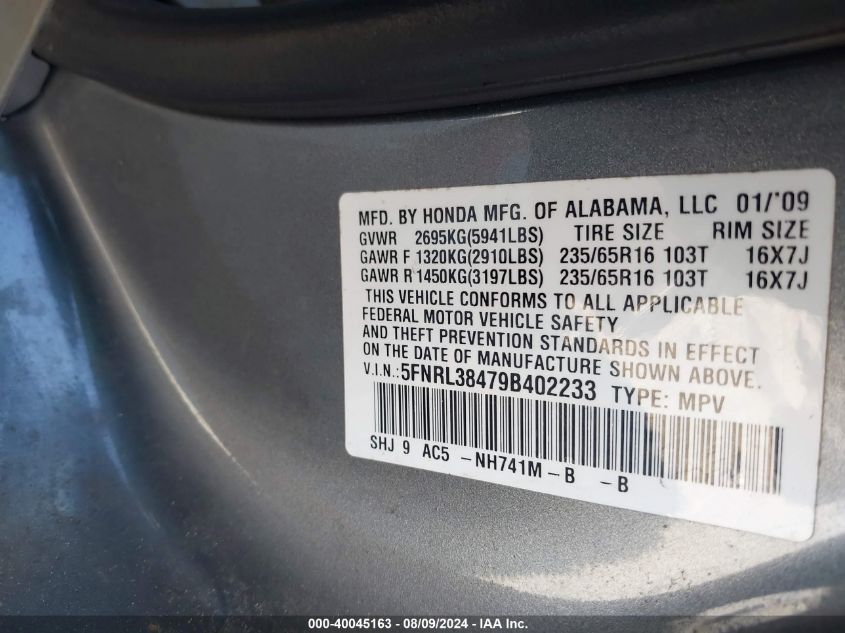 MFD. BY HONDA MFG. OF ALABAMA, LLC 01/'09
GVWR 2695KG(5941LBS) TIRE SIZE RIM SIZE
GAWR F 1320KG(2910LBS) 235/65R16 103T 16X7J
GAWR R 1450KG(3197LBS) 235/65R16 103T 16X7J
THIS VEHICLE CONFORMS TO ALL APPLICABLE
FEDERAL MOTOR VEHICLE SAFETY
AND THEFT PREVENTION STANDARDS IN EFFECT
ON THE DATE OF MANUFACTURE SHOWN ABOVE.
V.I.N.: 5FNRL38479B402233 TYPE: MPV
SHJ 9 AC5 -NH741M-B -B
000-40045163 - 08/09/2024 - IAA Inc.